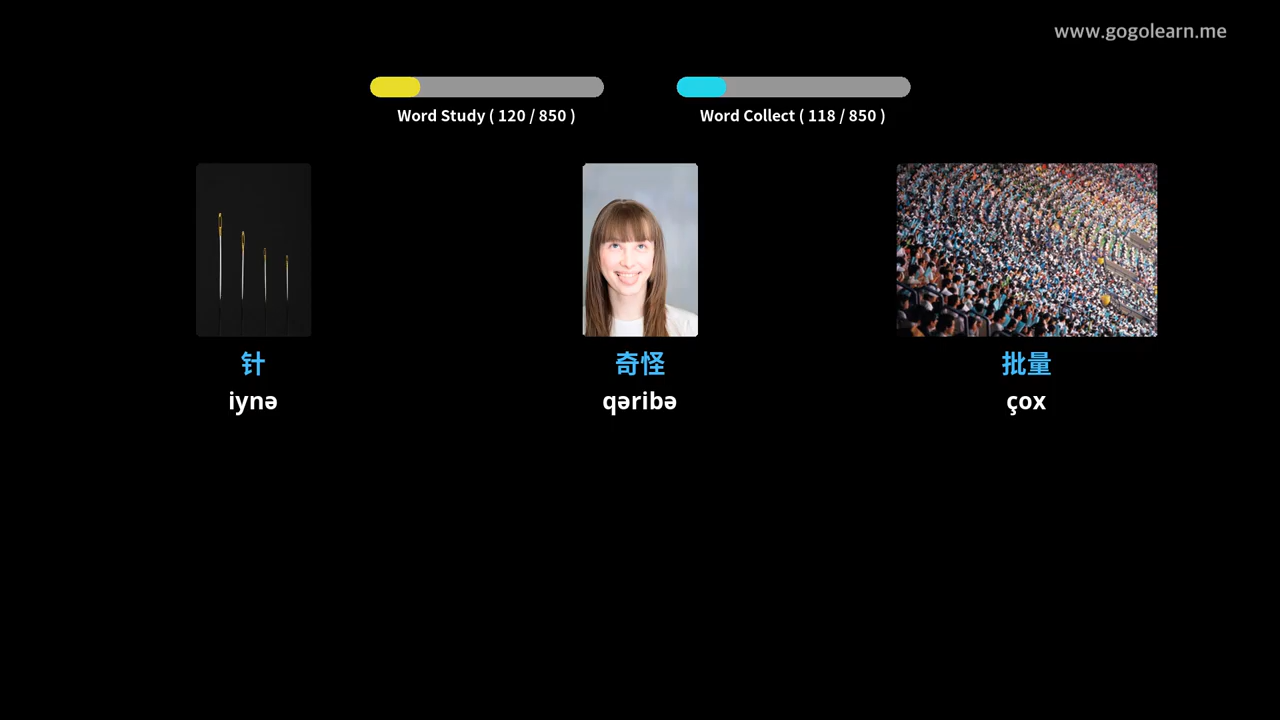 www.gogolearn.me
Word Study ( 120 / 850 )
Word Collect ( 118 / 850 )
针
奇怪
批量
iynə
qəribə
çox